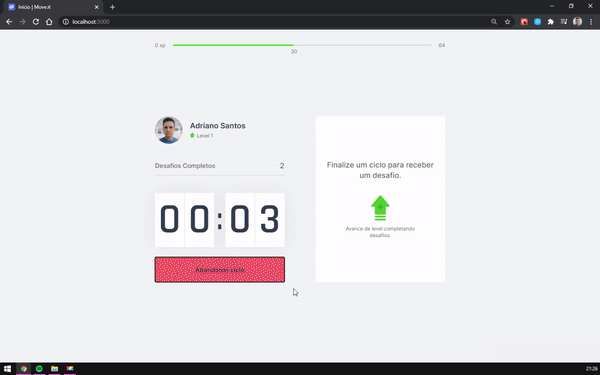 Início | Move.it
localhost:3000
0 xp
64
30
Adriano Santos
Level 1
Desafios Completos
2
00:03
Abandonar ciclo
Finalize um ciclo para receber
um desafio.
Avance de level completando
desafios.
21:26